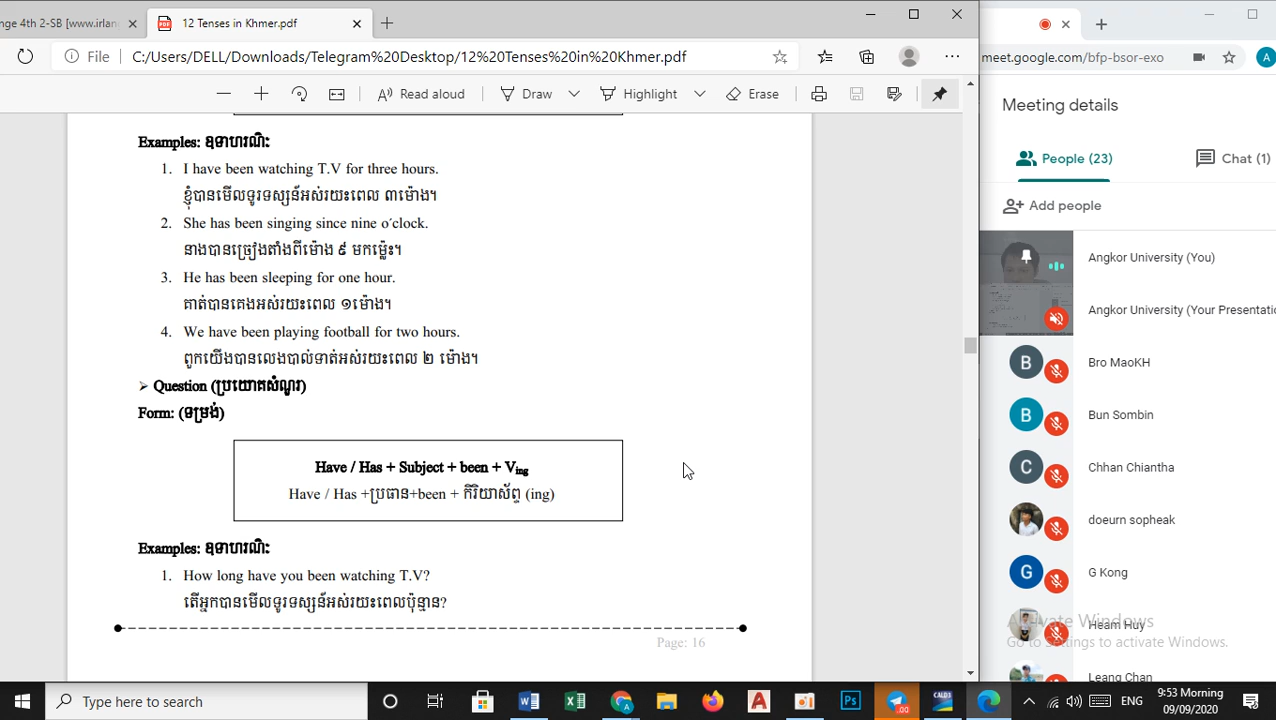 nge 4th 2-SB [www.irlan
12 Tenses in Khmer.pdf
File
C:/Users/DELL/Downloads/Telegram%20Desktop/12%20Tenses%20in%20Khmer.pdf
meet.google.com/bfp-bsor-exo
A
Read aloud
Draw
Highlight
Erase
Meeting details
People (23)
Chat (1)
Add people
Examples: ឧទាហរណ៍ៈ
1. I have been watching T.V for three hours.
ខ្ញុំបានមើលទូរទស្សន៍អស់រយះពេល ៣ម៉ោង។
2. She has been singing since nine o´clock.
នាងបានច្រៀងតាំងពីម៉ោង ៩ មកម៉្លេះ។
3. He has been sleeping for one hour.
គាត់បានគេងអស់រយះពេល ១ម៉ោង។
4. We have been playing football for two hours.
ពួកយើងបានលេងបាល់ទាត់អស់រយះពេល ២ ម៉ោង។
➢ Question (ប្រយោគសំណួរ)
Form: (ទម្រង់)
Have / Has + Subject + been + Ving
Have / Has +ប្រធាន+been + កិរិយាស័ព្ទ (ing)
Examples: ឧទាហរណ៍ៈ
1. How long have you been watching T.V?
តើអ្នកបានមើលទូរទស្សន៍អស់រយះពេលប៉ុន្មាន?
Page: 16
Angkor University (You)
Angkor University (Your Presentatio
B
Bro MaoKH
B
Bun Sombin
C
Chhan Chiantha
doeurn sopheak
G
G Kong
Heam Huy
Leang Chan
Activate Windows
Go to Settings to activate Windows.
Type here to search
ENG
9:53 Morning
09/09/2020